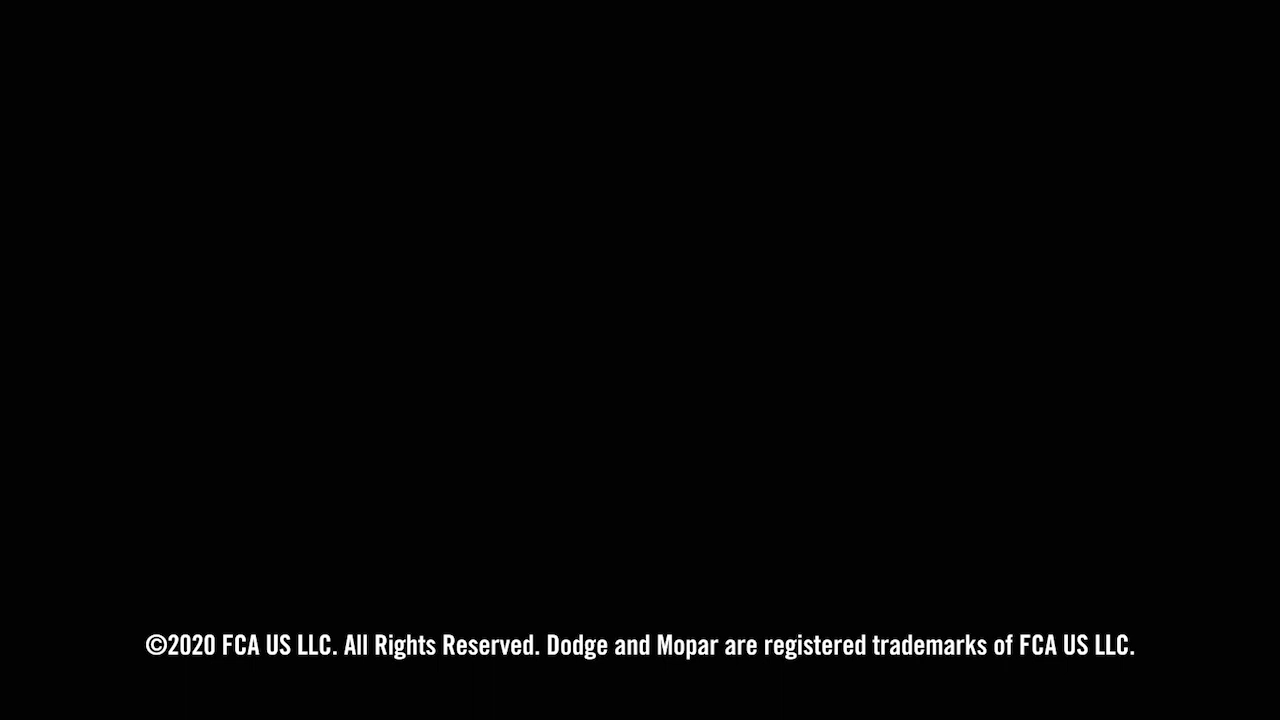 ©2020 FCA US LLC. All Rights Reserved. Dodge and Mopar are registered trademarks of FCA US LLC.